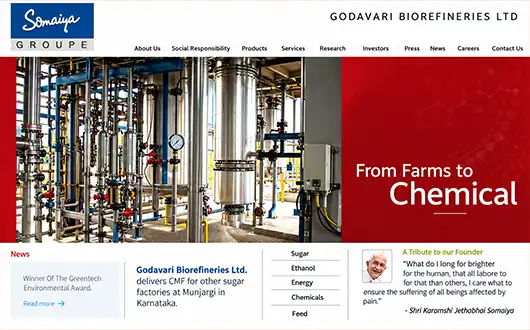 Somaiya
GROUPE
GODAVARI BIOREFINERIES LTD
About Us Social Responsibility Products Services Research Investors Press News Careers Contact Us
From Farms to
Chemical
News
Winner Of The Greentech
Environmental Award.
Read more →
Godavari Biorefineries Ltd.
delivers CMF for other sugar
factories at Munjargi in
Karnataka.
Sugar
Ethanol
Energy
Chemicals
Feed
A Tribute to our Founder
"What do I long for brighter
for the human, that all labore to
for that than others, I care what to
ensure the suffering of all beings affected by
pain."
- Shri Karamshi Jethabhai Somaiya